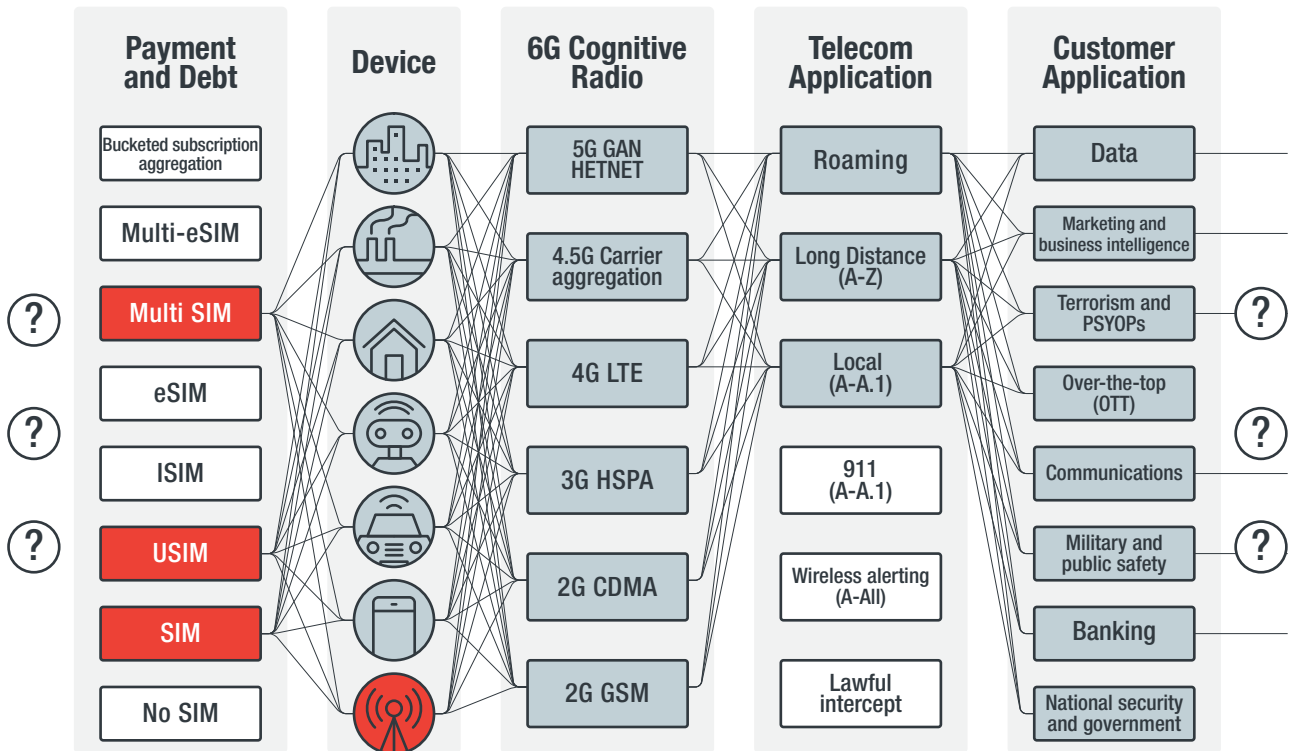 Payment
and Debt
Device
6G Cognitive
Radio
Telecom
Application
Customer
Application
Bucketed subscription
aggregation
Multi-eSIM
Multi SIM
eSIM
ISIM
USIM
SIM
No SIM
?
?
?
5G GAN
HETNET
4.5G Carrier
aggregation
4G LTE
3G HSPA
2G CDMA
2G GSM
Roaming
Long Distance
(A-Z)
Local
(A-A.1)
911
(A-A.1)
Wireless alerting
(A-All)
Lawful
intercept
Data
Marketing and
business intelligence
Terrorism and
PSYOPs
Over-the-top
(OTT)
Communications
Military and
public safety
Banking
National security
and government
?
?
?